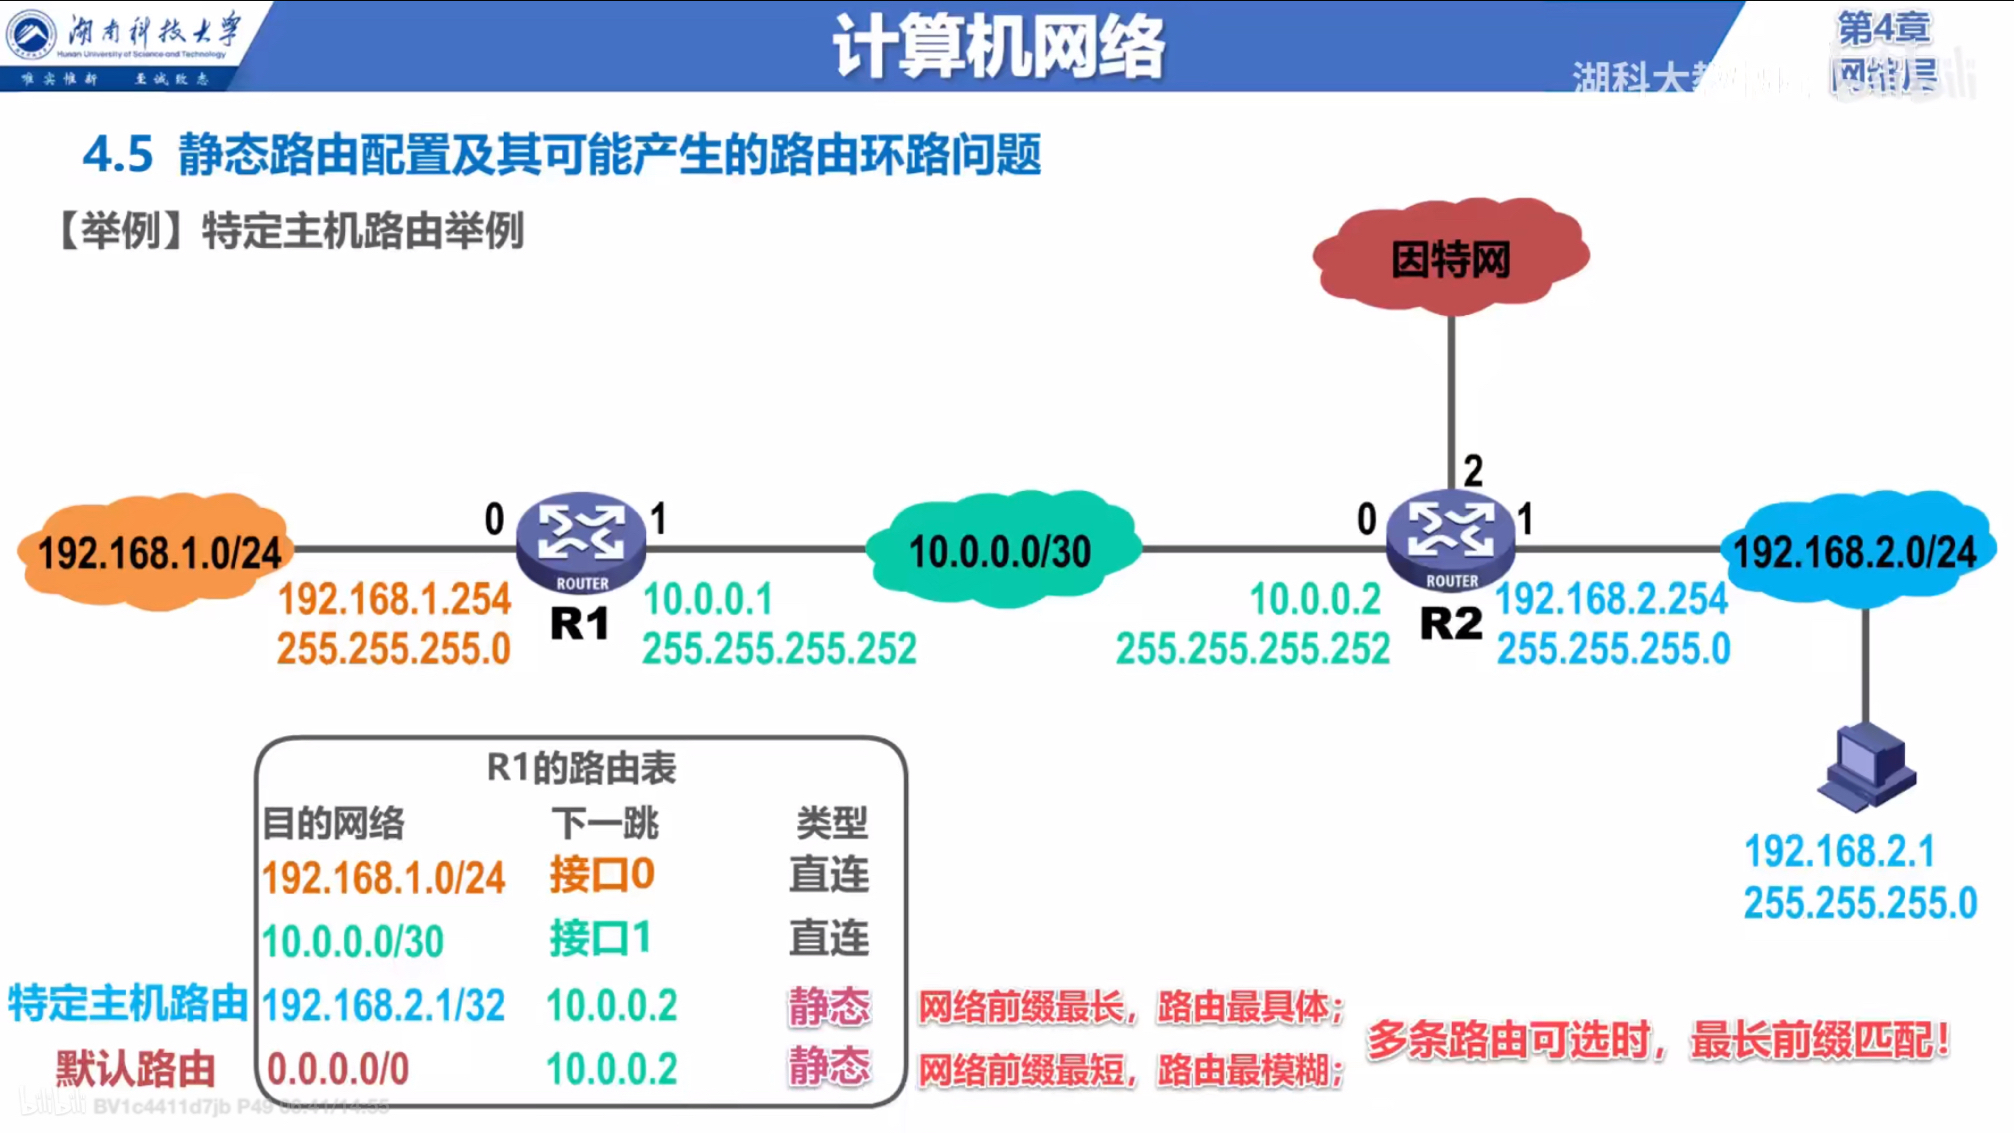 湖南科技大学
Hunan University of Science and Technology
唯实惟新 至诚致志
计算机网络
第4章
网络层
湖科大教
bilibili
4.5 静态路由配置及其可能产生的路由环路问题
【举例】特定主机路由举例
因特网
2
0
1
0
1
192.168.1.0/24
10.0.0.0/30
192.168.2.0/24
ROUTER
ROUTER
R1
R2
192.168.1.254
255.255.255.0
10.0.0.1
255.255.255.252
10.0.0.2
255.255.255.252
192.168.2.254
255.255.255.0
192.168.2.1
255.255.255.0
R1的路由表
目的网络 下一跳 类型
192.168.1.0/24 接口0 直连
10.0.0.0/30 接口1 直连
特定主机路由 192.168.2.1/32 10.0.0.2 静态 网络前缀最长，路由最具体；
多条路由可选时，最长前缀匹配！
默认路由 0.0.0.0/0 10.0.0.2 静态 网络前缀最短，路由最模糊；
bilibili BV1c4411d7jb P49 06:41/14:55